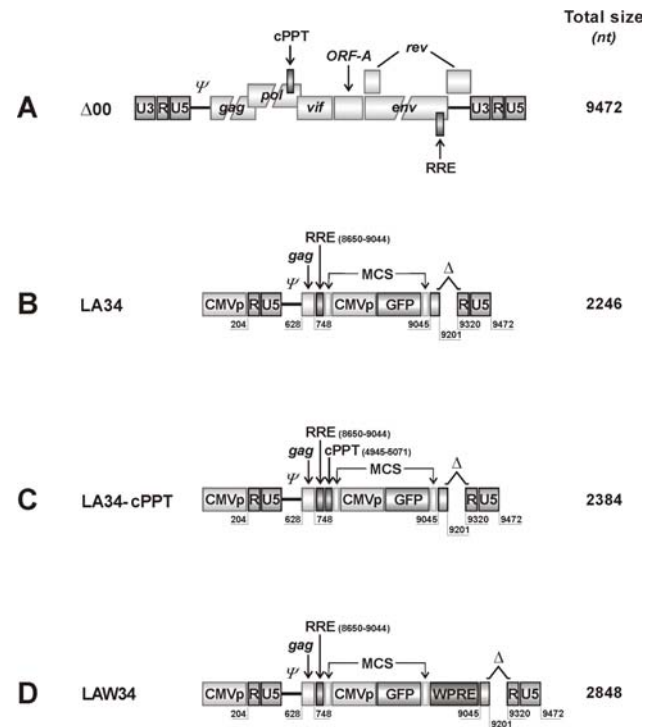 Total size
(nt)
cPPT
ORF-A
rev
Ψ
pol
A Δ00 U3 R U5 gag vif env U3 R U5 9472
RRE
RRE (8650-9044)
gag
MCS
Δ
Ψ
B LA34 CMVp R U5 CMVp GFP R U5 2246
204 628 748 9045 9320 9472
9201
RRE (8650-9044)
cPPT (4945-5071)
gag
MCS
Δ
Ψ
C LA34-cPPT CMVp R U5 CMVp GFP R U5 2384
204 628 748 9045 9320 9472
9201
RRE (8650-9044)
gag
MCS
Δ
Ψ
D LAW34 CMVp R U5 CMVp GFP WPRE R U5 2848
204 628 748 9045 9320 9472
9201